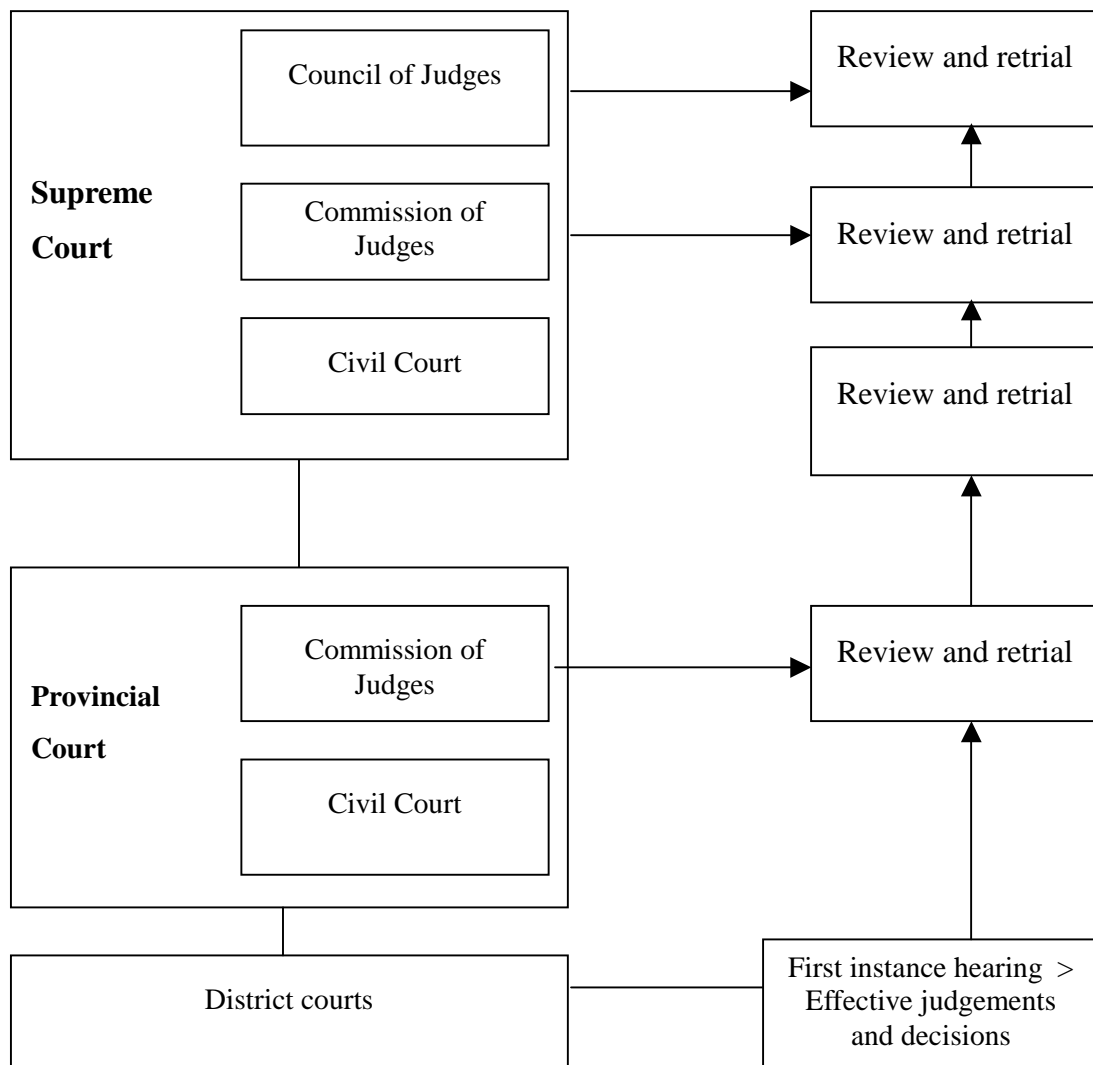 Council of Judges
Review and retrial
Supreme
Court
Commission of
Judges
Review and retrial
Civil Court
Review and retrial
Provincial
Court
Commission of
Judges
Review and retrial
Civil Court
District courts
First instance hearing >
Effective judgements
and decisions